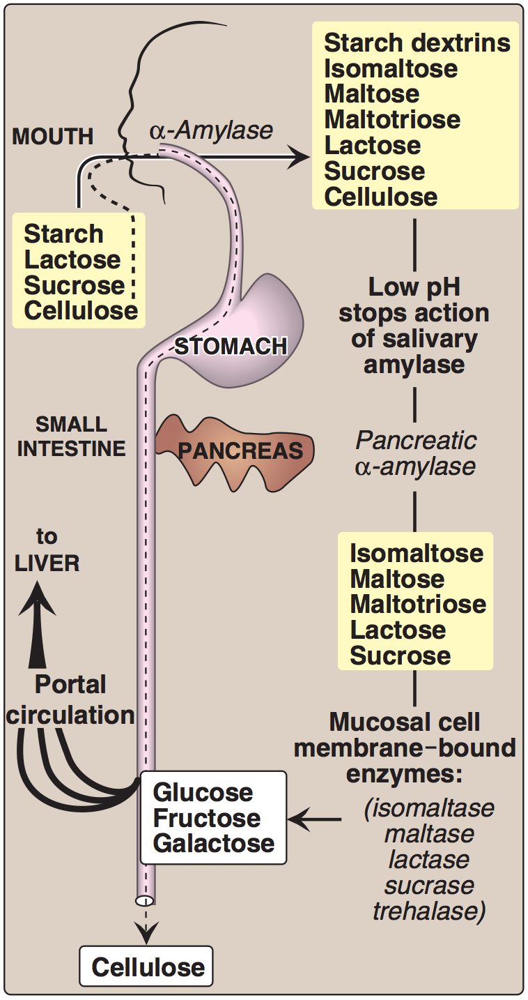 MOUTH
α-Amylase
Starch
Lactose
Sucrose
Cellulose
Starch dextrins
Isomaltose
Maltose
Maltotriose
Lactose
Sucrose
Cellulose
Low pH
stops action
of salivary
amylase
STOMACH
SMALL
INTESTINE
PANCREAS
Pancreatic
α-amylase
Isomaltose
Maltose
Maltotriose
Lactose
Sucrose
Mucosal cell
membrane–bound
enzymes:
(isomaltase
maltase
lactase
sucrase
trehalase)
Glucose
Fructose
Galactose
to
LIVER
Portal
circulation
Cellulose